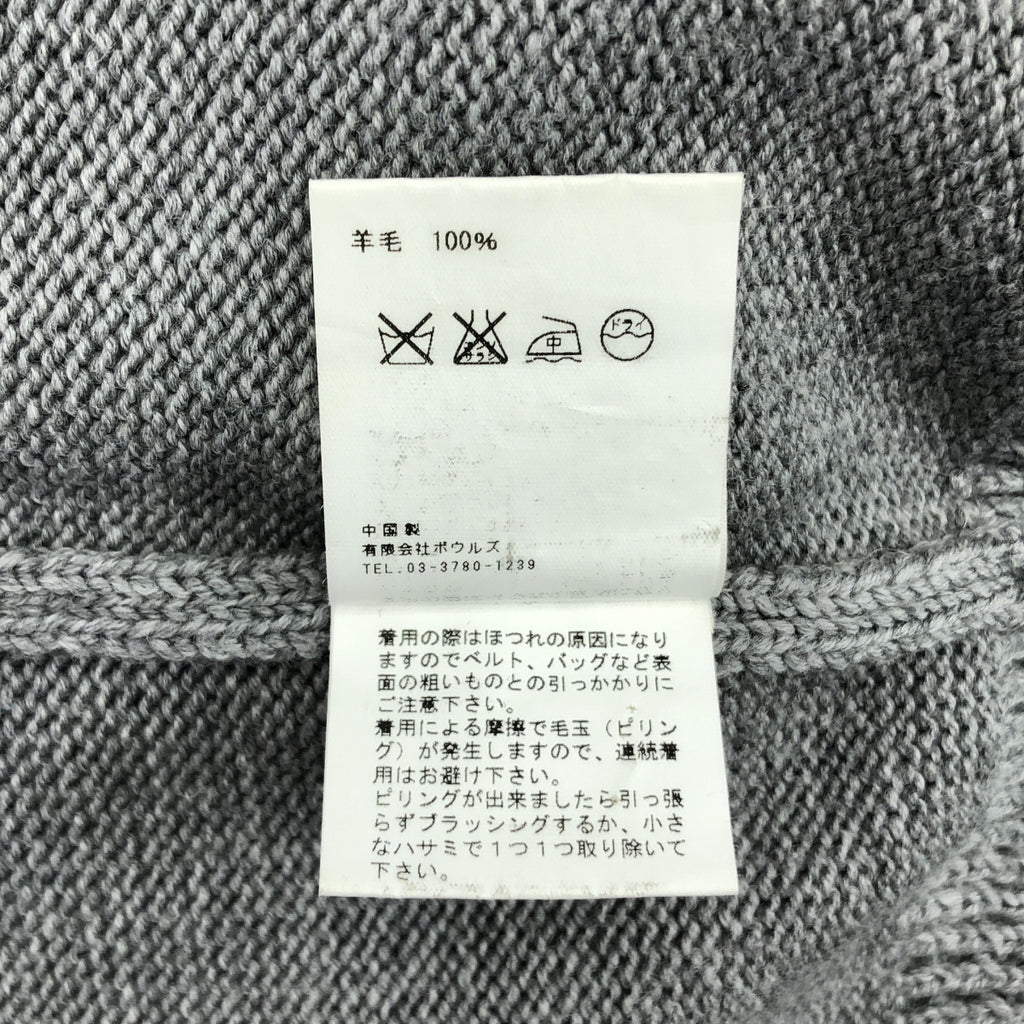 羊毛 100%
中 ドライ
中国製
有限会社ボウルズ
TEL.03-3780-1239
着用の際はほつれの原因になり
ますのでベルト、バッグなど表
面の粗いものとの引っかかりに
ご注意下さい。
着用による摩擦で毛玉（ピリン
グ）が発生しますので、連続着
用はお避け下さい。
ピリングが出来ましたら引っ張
らずブラッシングするか、小さ
なハサミで１つ１つ取り除いて
下さい。